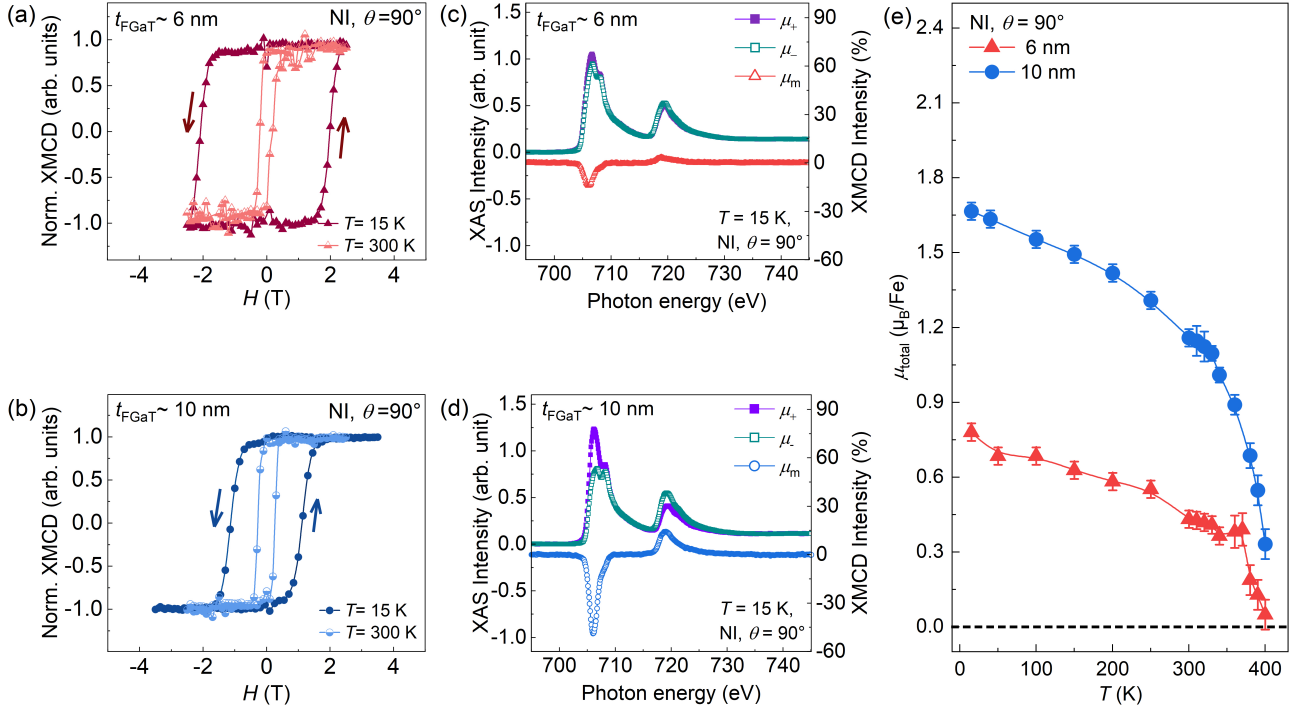 (a)
t_FGaT ~ 6 nm
NI, θ = 90°
Norm. XMCD (arb. units)
1.0
0.5
0.0
-0.5
-1.0
T = 15 K
T = 300 K
-4 -2 0 2 4
H (T)
(b)
t_FGaT ~ 10 nm
NI, θ = 90°
Norm. XMCD (arb. units)
1.0
0.5
0.0
-0.5
-1.0
T = 15 K
T = 300 K
-4 -2 0 2 4
H (T)
(c)
t_FGaT ~ 6 nm
μ₊
μ₋
μₘ
XAS Intensity (arb. unit)
1.5
1.0
0.5
0.0
-0.5
-1.0
XMCD Intensity (%)
90
60
30
0
-30
-60
T = 15 K,
NI, θ = 90°
700 710 720 730 740
Photon energy (eV)
(d)
t_FGaT ~ 10 nm
μ₊
μ₋
μₘ
XAS Intensity (arb. unit)
1.5
1.0
0.5
0.0
-0.5
-1.0
XMCD Intensity (%)
90
60
30
0
-30
-60
T = 15 K,
NI, θ = 90°
700 710 720 730 740
Photon energy (eV)
(e)
NI, θ = 90°
6 nm
10 nm
μ_total (μ_B/Fe)
2.4
2.1
1.8
1.5
1.2
0.9
0.6
0.3
0.0
0 100 200 300 400
T (K)